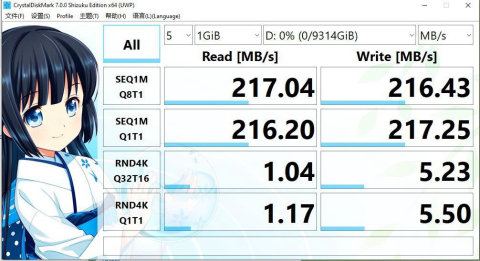 CrystalDiskMark 7.0.0 Shizuku Edition x64 (UWP)
文件(F) 设置(S) Profile 主题(T) 帮助(H) 语言(L)(Language)
All 5 1GiB D: 0% (0/9314GiB) MB/s
Read [MB/s] Write [MB/s]
SEQ1M
Q8T1 217.04 216.43
SEQ1M
Q1T1 216.20 217.25
RND4K
Q32T16 1.04 5.23
RND4K
Q1T1 1.17 5.50